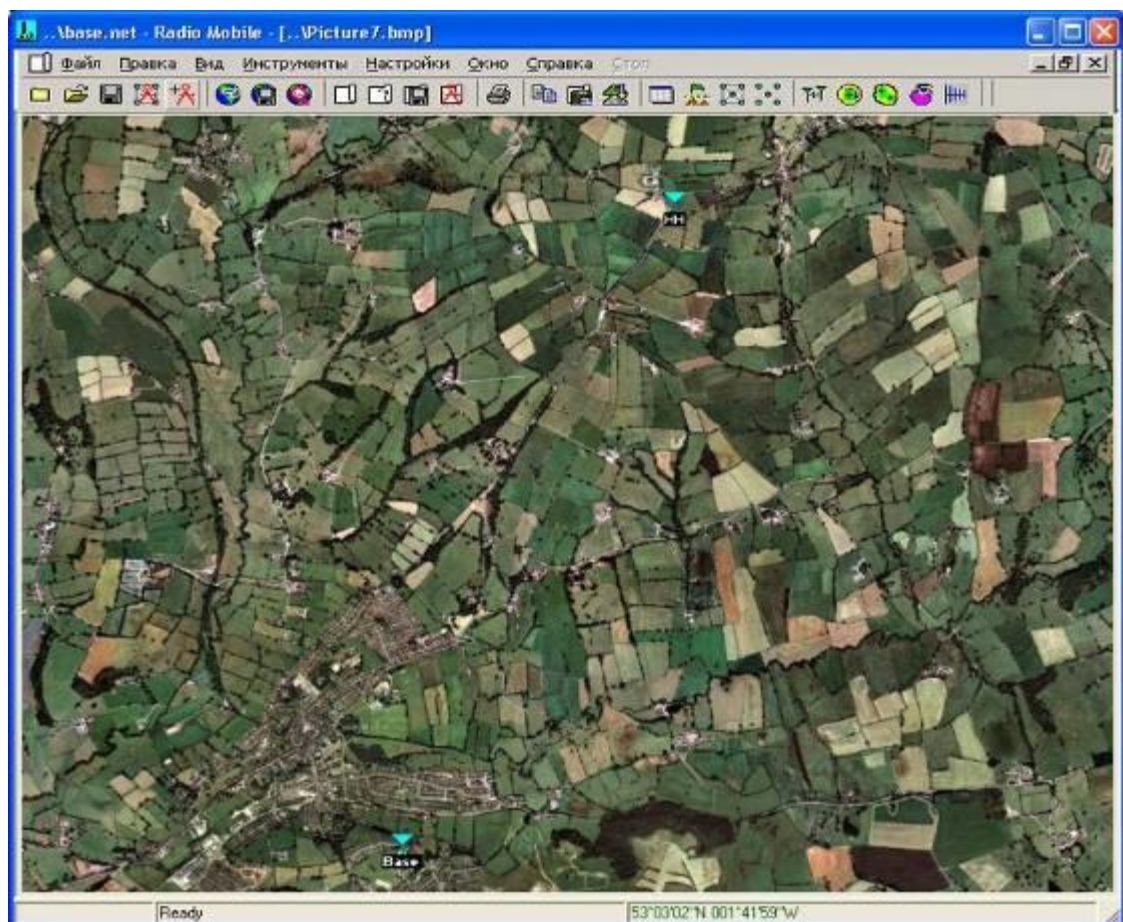 ..\base.net - Radio Mobile - [..\Picture7.bmp]
Файл Правка Вид Инструменты Настройки Окно Справка Стоп
HH
Base
Ready 53°03'02"N 001°41'59"W